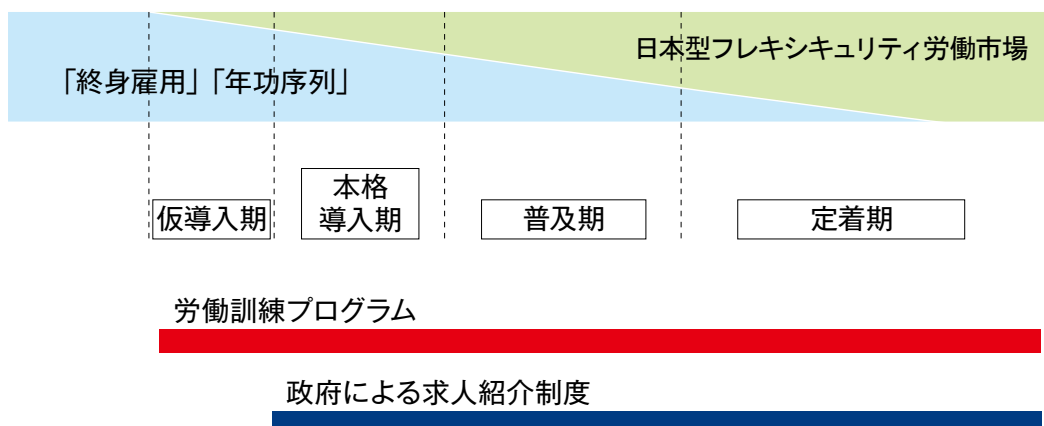 日本型フレキシキュリティ労働市場
「終身雇用」「年功序列」
仮導入期
本格
導入期
普及期
定着期
労働訓練プログラム
政府による求人紹介制度